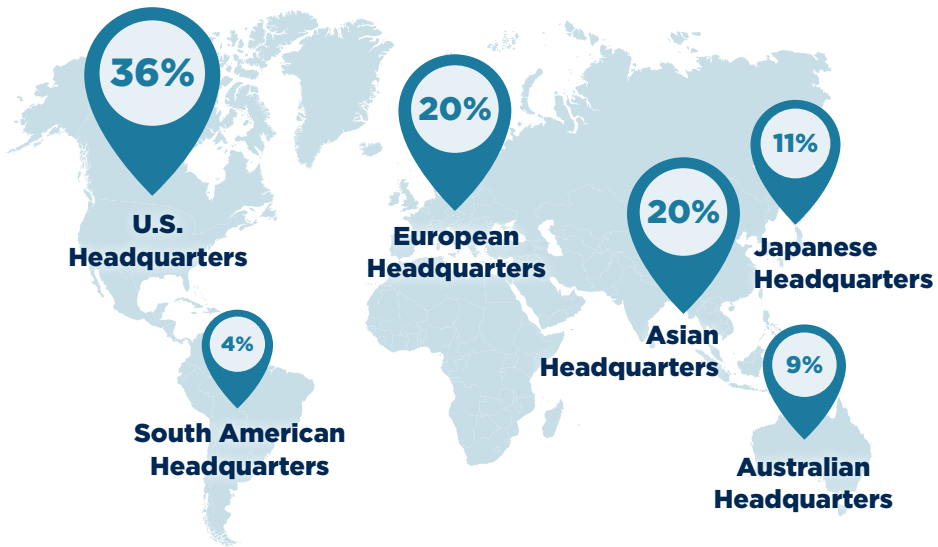 36%
U.S.
Headquarters
20%
European
Headquarters
11%
Japanese
Headquarters
20%
Asian
Headquarters
4%
South American
Headquarters
9%
Australian
Headquarters